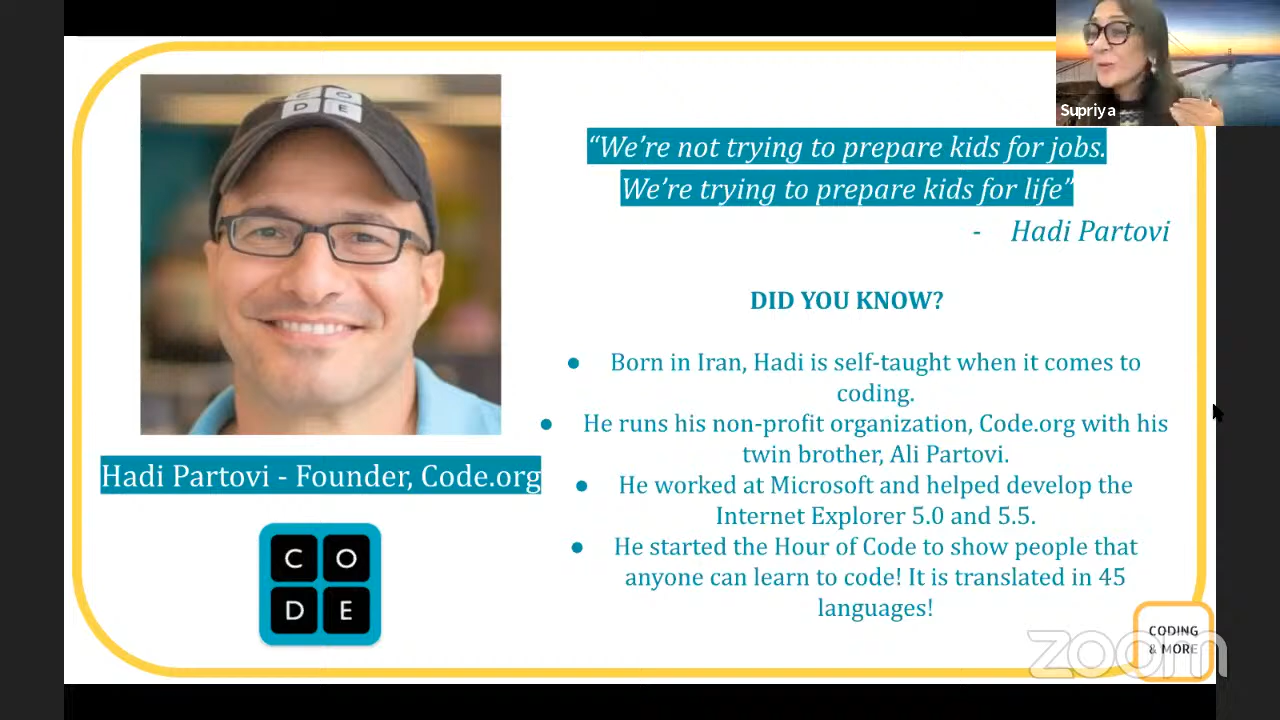 C O
D E
Supriya
“We’re not trying to prepare kids for jobs.
We’re trying to prepare kids for life”
- Hadi Partovi
DID YOU KNOW?
● Born in Iran, Hadi is self-taught when it comes to
coding.
● He runs his non-profit organization, Code.org with his
twin brother, Ali Partovi.
● He worked at Microsoft and helped develop the
Internet Explorer 5.0 and 5.5.
● He started the Hour of Code to show people that
anyone can learn to code! It is translated in 45
languages!
Hadi Partovi - Founder, Code.org
C O
D E
CODING
& MORE
zoom